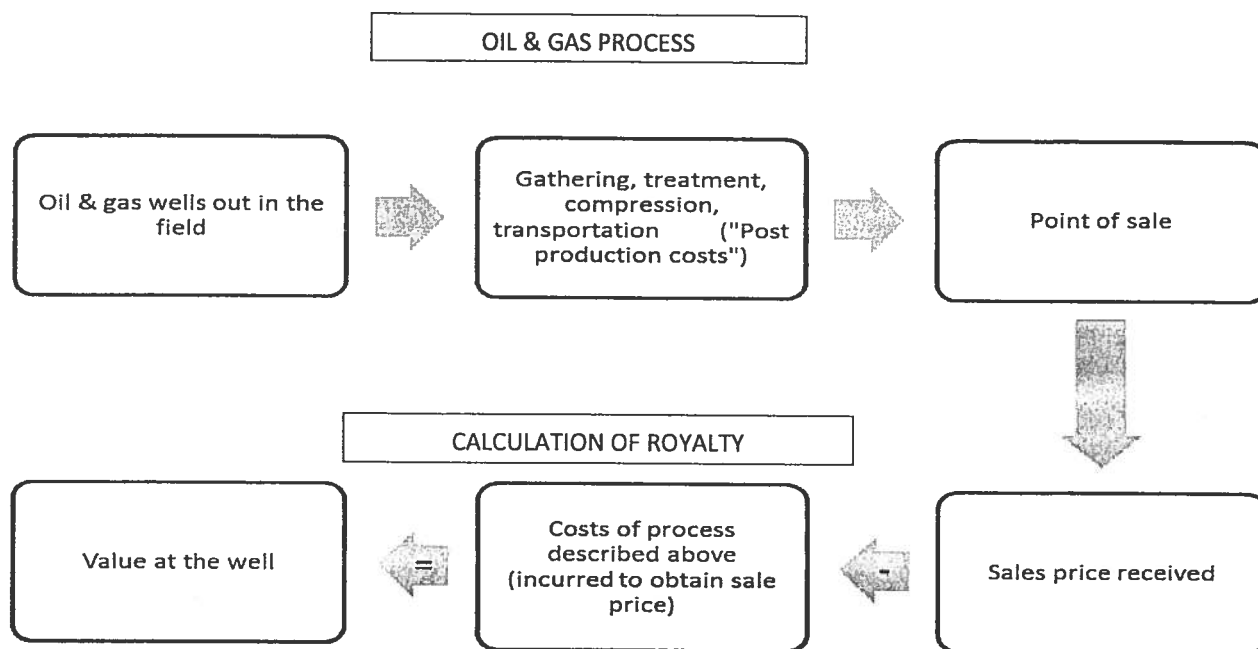 OIL & GAS PROCESS
Oil & gas wells out in the
field
Gathering, treatment,
compression,
transportation ("Post
production costs")
Point of sale
CALCULATION OF ROYALTY
Value at the well
=
Costs of process
described above
(incurred to obtain sale
price)
-
Sales price received